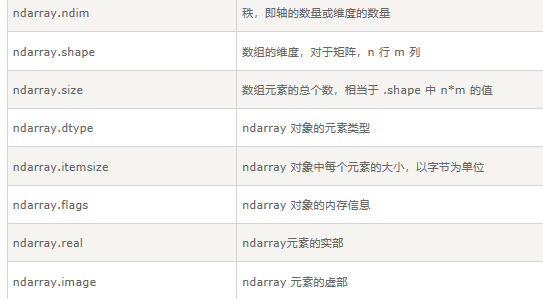 ndarray.ndim 秩，即轴的数量或维度的数量
ndarray.shape 数组的维度，对于矩阵，n 行 m 列
ndarray.size 数组元素的总个数，相当于 .shape 中 n*m 的值
ndarray.dtype ndarray 对象的元素类型
ndarray.itemsize ndarray 对象中每个元素的大小，以字节为单位
ndarray.flags ndarray 对象的内存信息
ndarray.real ndarray元素的实部
ndarray.image ndarray 元素的虚部